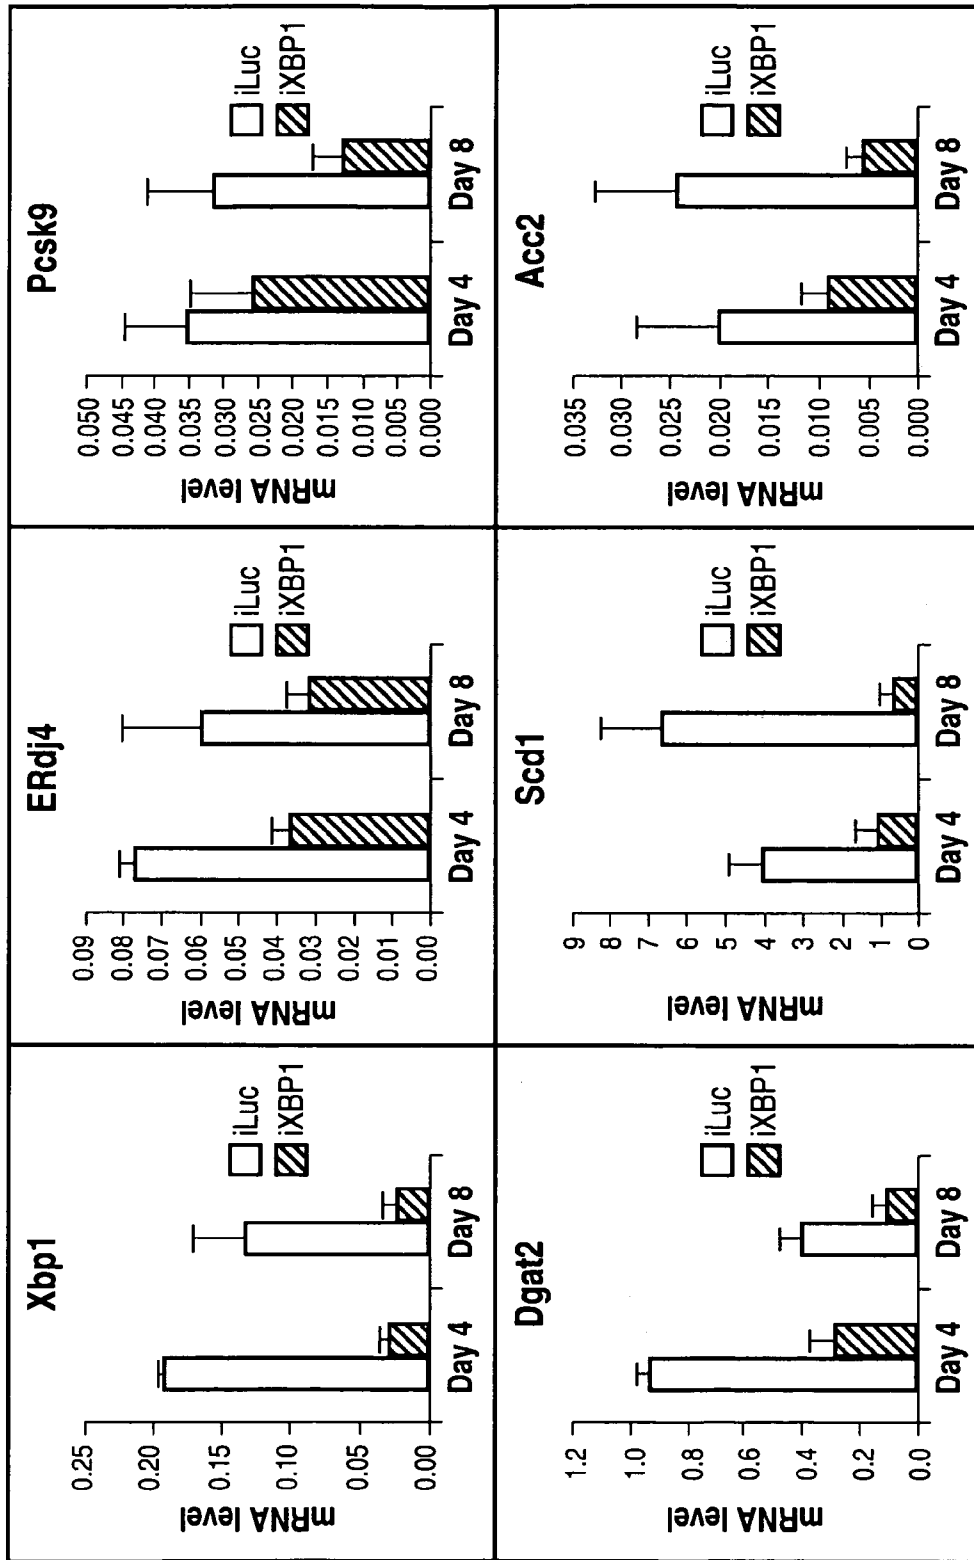 Xbp1
mRNA level
0.25
0.20
0.15
0.10
0.05
0.00
Day 4
Day 8
iLuc
iXBP1
ERdj4
mRNA level
0.09
0.08
0.07
0.06
0.05
0.04
0.03
0.02
0.01
0.00
Day 4
Day 8
iLuc
iXBP1
Pcsk9
mRNA level
0.050
0.045
0.040
0.035
0.030
0.025
0.020
0.015
0.010
0.005
0.000
Day 4
Day 8
iLuc
iXBP1
Dgat2
mRNA level
1.2
1.0
0.8
0.6
0.4
0.2
0.0
Day 4
Day 8
iLuc
iXBP1
Scd1
mRNA level
9
8
7
6
5
4
3
2
1
0
Day 4
Day 8
iLuc
iXBP1
Acc2
mRNA level
0.035
0.030
0.025
0.020
0.015
0.010
0.005
0.000
Day 4
Day 8
iLuc
iXBP1